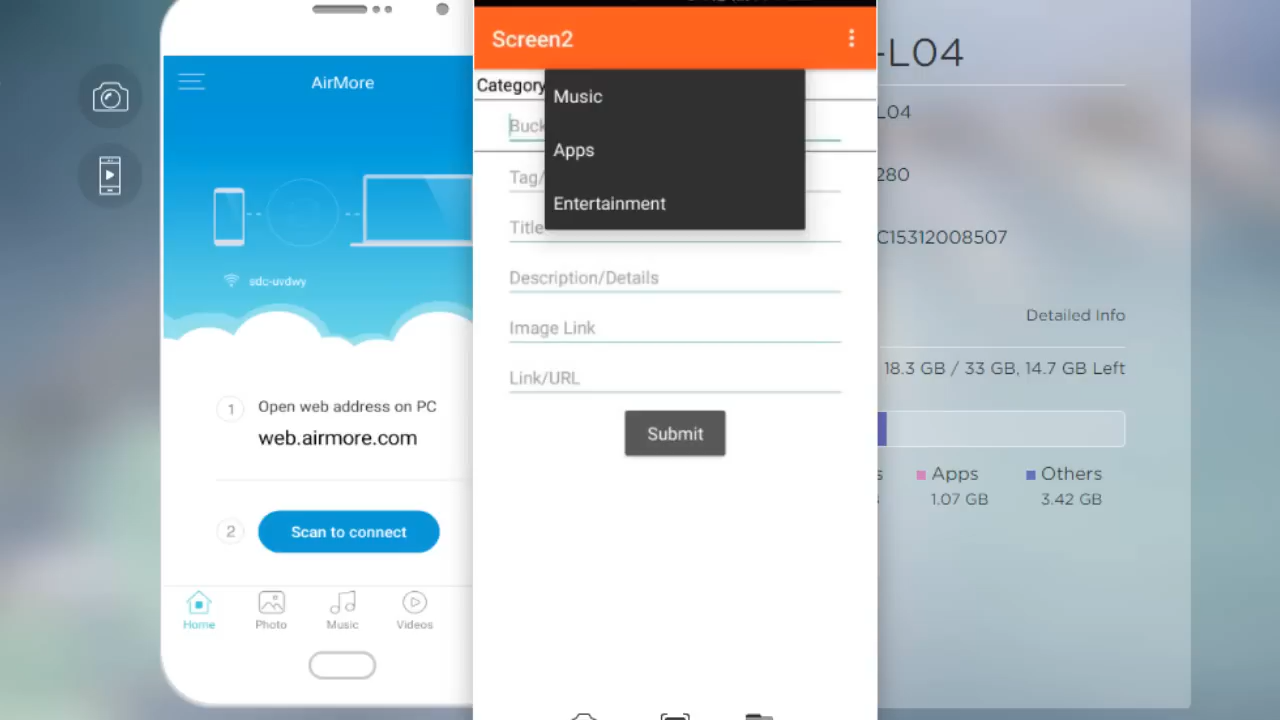 AirMore
sdc-uvdwy
1
Open web address on PC
web.airmore.com
2
Scan to connect
Home
Photo
Music
Videos
Screen2
Category
Music
Apps
Entertainment
Tag/
Title
Description/Details
Image Link
Link/URL
Submit
-L04
L04
280
C15312008507
Detailed Info
18.3 GB / 33 GB, 14.7 GB Left
Apps
Others
1.07 GB
3.42 GB